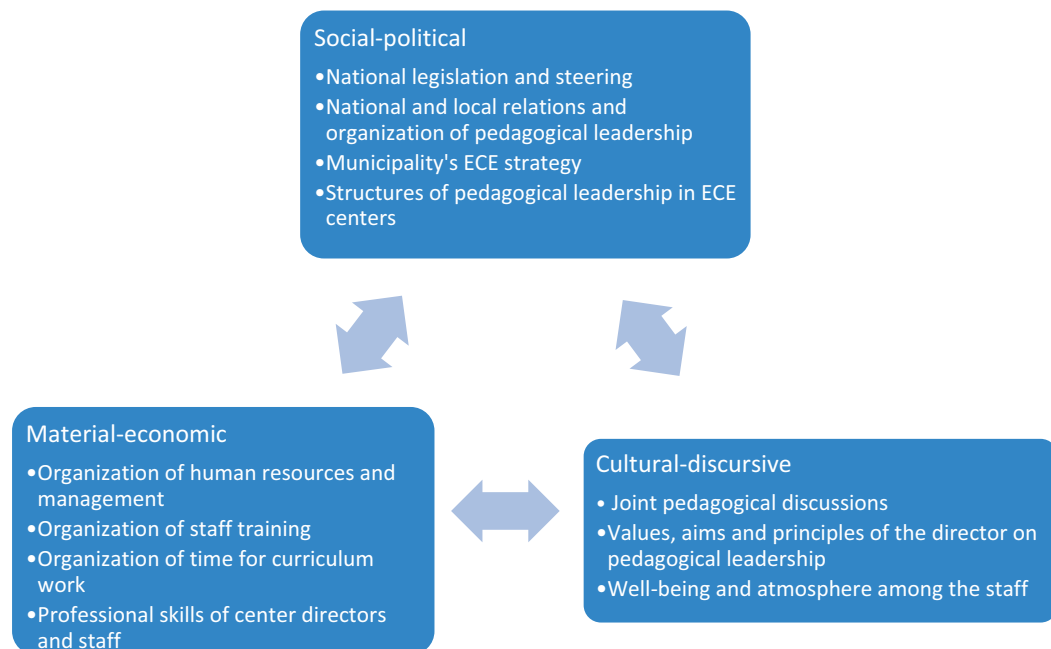 Social-political
•National legislation and steering
•National and local relations and
organization of pedagogical leadership
•Municipality's ECE strategy
•Structures of pedagogical leadership in ECE
centers
Material-economic
•Organization of human resources and
management
•Organization of staff training
•Organization of time for curriculum
work
•Professional skills of center directors
and staff
Cultural-discursive
• Joint pedagogical discussions
•Values, aims and principles of the director on
pedagogical leadership
•Well-being and atmosphere among the staff